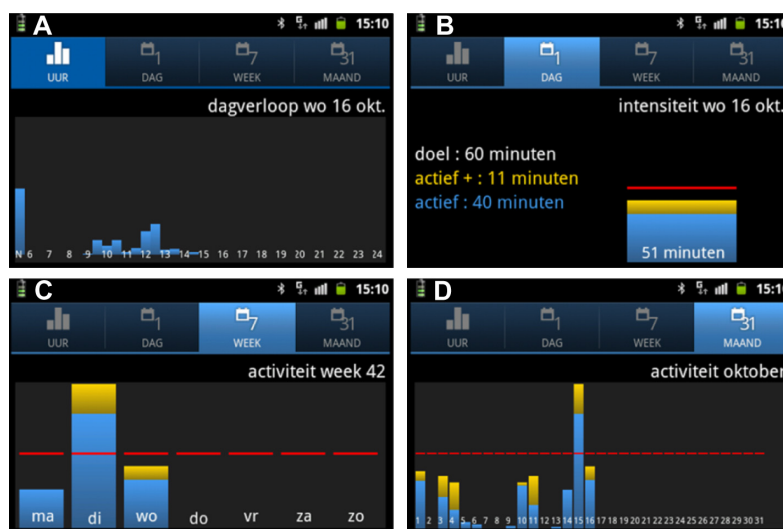 A
15:10
UUR
DAG
WEEK
MAAND
dagverloop wo 16 okt.
N 6 7 8 9 10 11 12 13 14 15 16 17 18 19 20 21 22 23 24
B
15:10
UUR
DAG
WEEK
MAAND
intensiteit wo 16 okt.
doel : 60 minuten
actief + : 11 minuten
actief : 40 minuten
51 minuten
C
15:10
UUR
DAG
WEEK
MAAND
activiteit week 42
ma di wo do vr za zo
D
15:10
UUR
DAG
WEEK
MAAND
activiteit oktober
1 2 3 4 5 6 7 8 9 10 11 12 13 14 15 16 17 18 19 20 21 22 23 24 25 26 27 28 29 30 31